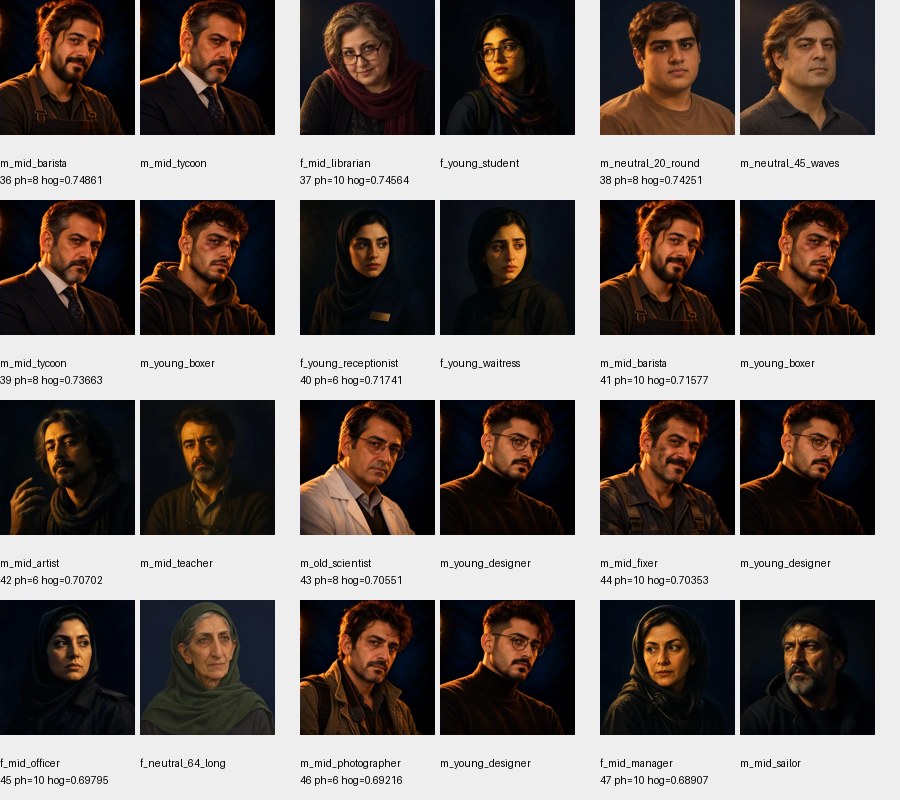 m_mid_barista m_mid_tycoon f_mid_librarian f_young_student m_neutral_20_round m_neutral_45_waves
36 ph=8 hog=0.74861 37 ph=10 hog=0.74564 38 ph=8 hog=0.74251
m_mid_tycoon m_young_boxer f_young_receptionist f_young_waitress m_mid_barista m_young_boxer
39 ph=8 hog=0.73663 40 ph=6 hog=0.71741 41 ph=10 hog=0.71577
m_mid_artist m_mid_teacher m_old_scientist m_young_designer m_mid_fixer m_young_designer
42 ph=6 hog=0.70702 43 ph=8 hog=0.70551 44 ph=10 hog=0.70353
f_mid_officer f_neutral_64_long m_mid_photographer m_young_designer f_mid_manager m_mid_sailor
45 ph=10 hog=0.69795 46 ph=6 hog=0.69216 47 ph=10 hog=0.68907